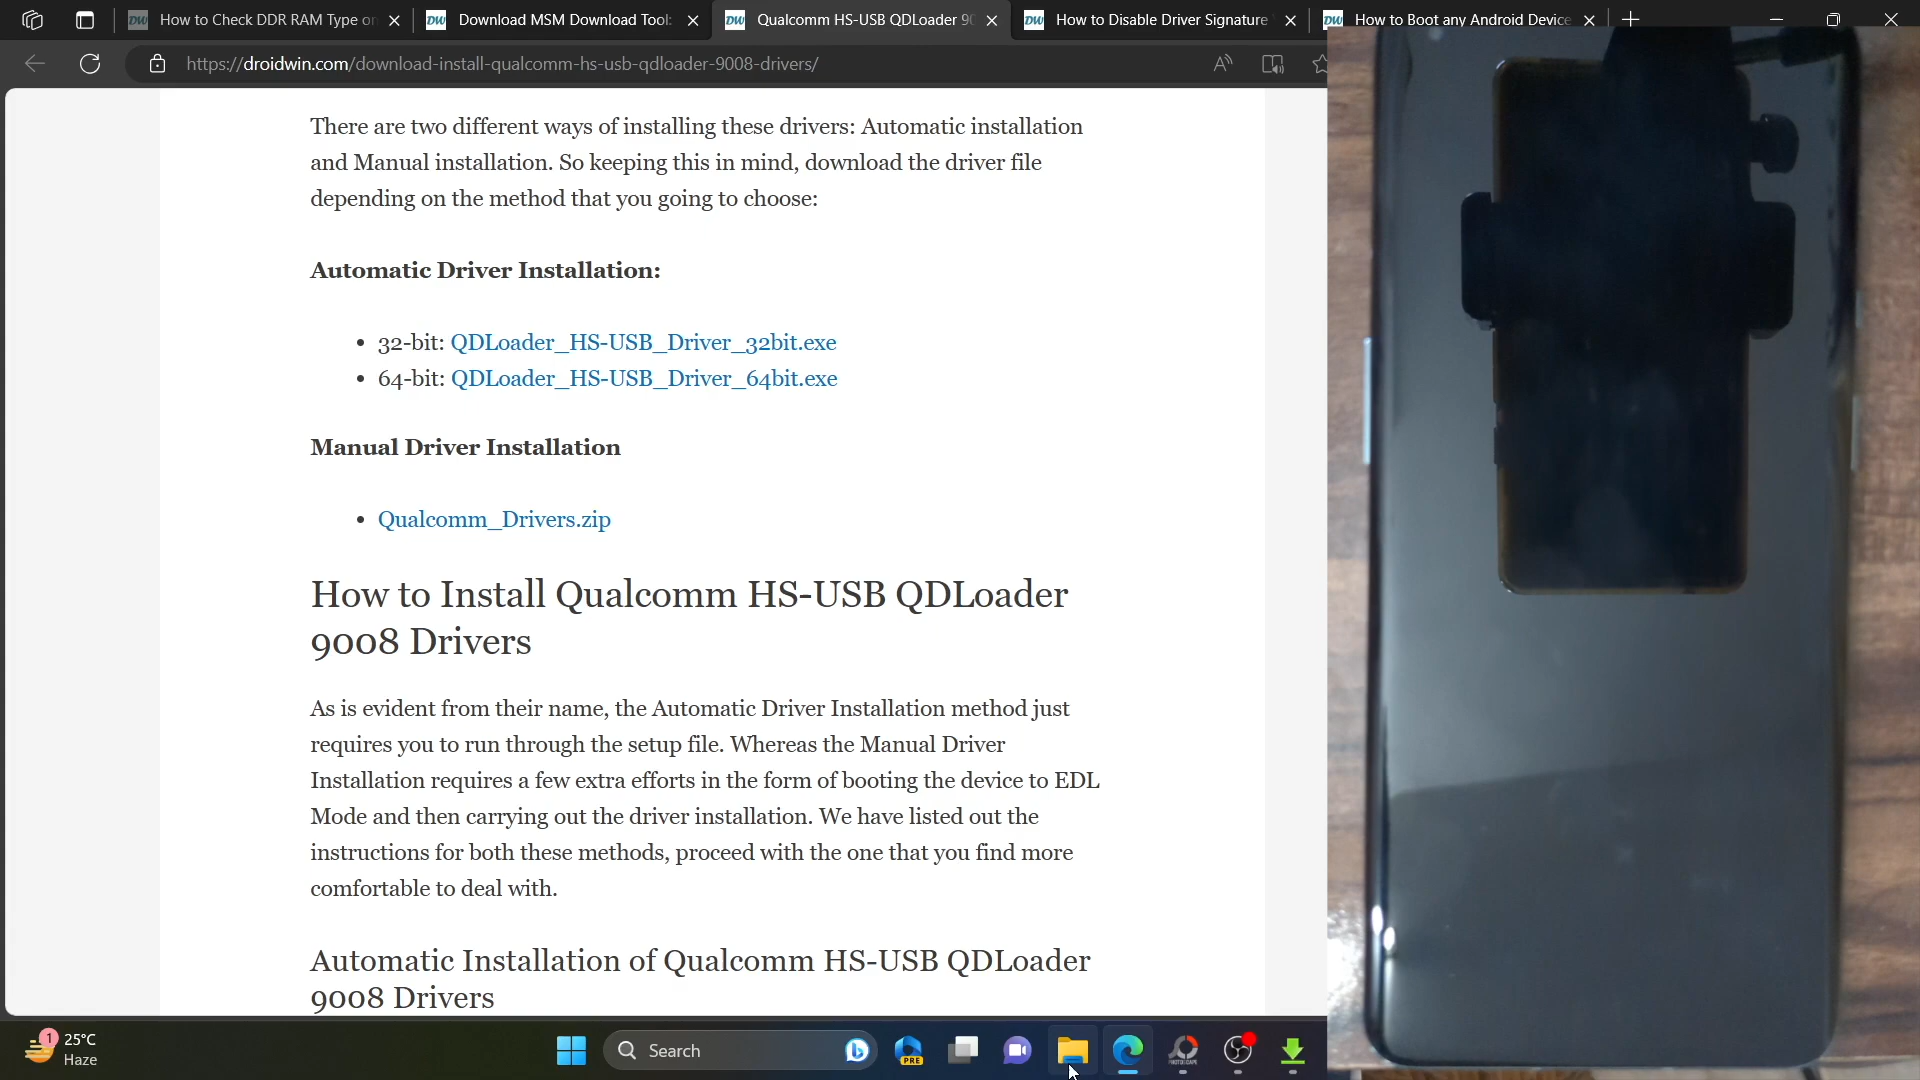 How to Check DDR RAM Type or
Download MSM Download Tool:
Qualcomm HS-USB QDLoader 90
How to Disable Driver Signature
How to Boot any Android Device
https://droidwin.com/download-install-qualcomm-hs-usb-qdloader-9008-drivers/
There are two different ways of installing these drivers: Automatic installation
and Manual installation. So keeping this in mind, download the driver file
depending on the method that you going to choose:
Automatic Driver Installation:
• 32-bit: QDLoader_HS-USB_Driver_32bit.exe
• 64-bit: QDLoader_HS-USB_Driver_64bit.exe
Manual Driver Installation
• Qualcomm_Drivers.zip
How to Install Qualcomm HS-USB QDLoader
9008 Drivers
As is evident from their name, the Automatic Driver Installation method just
requires you to run through the setup file. Whereas the Manual Driver
Installation requires a few extra efforts in the form of booting the device to EDL
Mode and then carrying out the driver installation. We have listed out the
instructions for both these methods, proceed with the one that you find more
comfortable to deal with.
Automatic Installation of Qualcomm HS-USB QDLoader
9008 Drivers
1
25°C
Haze
Search
PRE